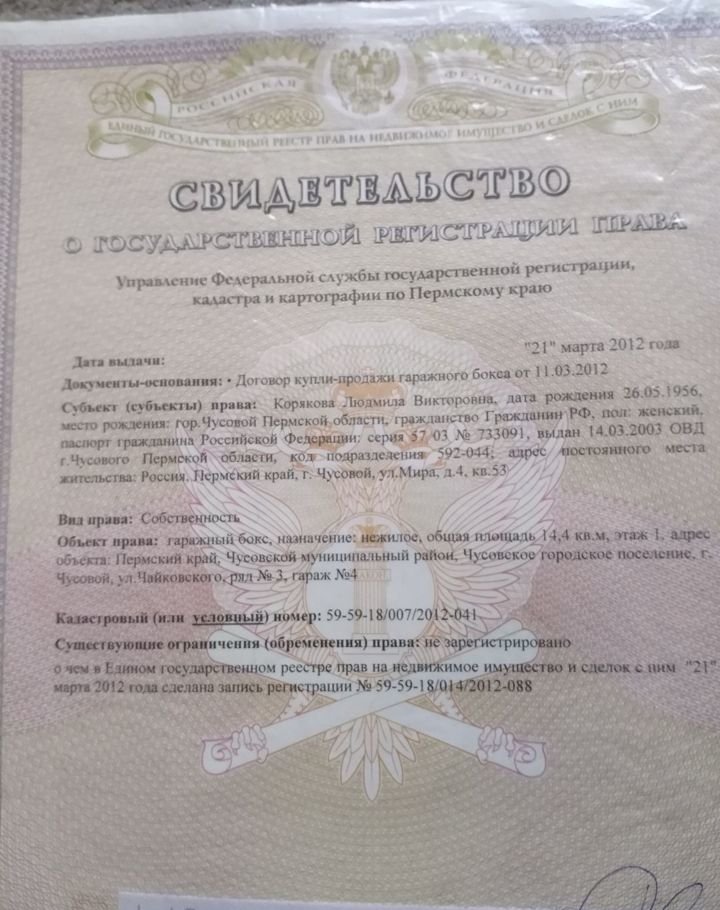 РОССИЙСКАЯ ФЕДЕРАЦИЯ
ЕДИНЫЙ ГОСУДАРСТВЕННЫЙ РЕЕСТР ПРАВ НА НЕДВИЖИМОЕ ИМУЩЕСТВО И СДЕЛОК С НИМ
СВИДЕТЕЛЬСТВО
О ГОСУДАРСТВЕННОЙ РЕГИСТРАЦИИ ПРАВА
Управление Федеральной службы государственной регистрации,
кадастра и картографии по Пермскому краю
Дата выдачи: "21" марта 2012 года
Документы-основания: • Договор купли-продажи гаражного бокса от 11.03.2012
Субъект (субъекты) права: Корякова Людмила Викторовна, дата рождения 26.05.1956,
место рождения: гор.Чусовой Пермской области, гражданство Гражданин РФ, пол: женский,
паспорт гражданина Российской Федерации: серия 57 03 № 733091, выдан 14.03.2003 ОВД
г.Чусового Пермской области, код подразделения 592-044; адрес постоянного места
жительства: Россия, Пермский край, г. Чусовой, ул.Мира, д.4, кв.53
Вид права: Собственность
Объект права: гаражный бокс, назначение: нежилое, общая площадь 14,4 кв.м, этаж 1, адрес
объекта: Пермский край, Чусовской муниципальный район, Чусовское городское поселение, г.
Чусовой, ул.Чайковского, ряд № 3, гараж №4
Кадастровый (или условный) номер: 59-59-18/007/2012-041
Существующие ограничения (обременения) права: не зарегистрировано
о чем в Едином государственном реестре прав на недвижимое имущество и сделок с ним "21"
марта 2012 года сделана запись регистрации № 59-59-18/014/2012-088